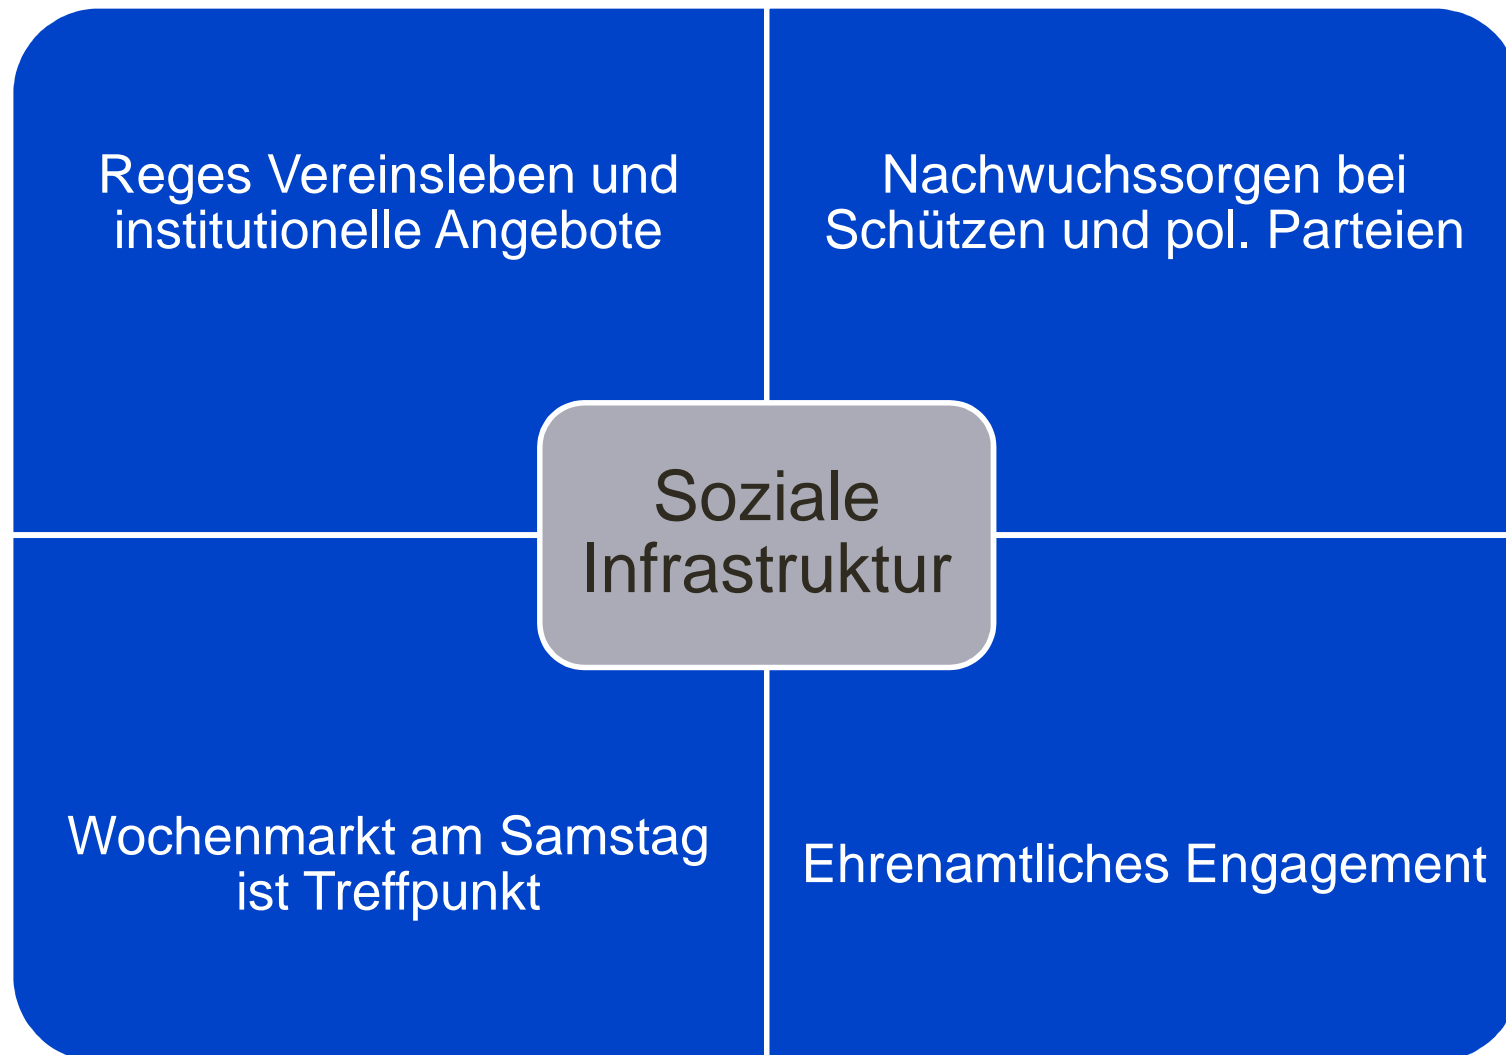 Reges Vereinsleben und
institutionelle Angebote
Nachwuchssorgen bei
Schützen und pol. Parteien
Soziale
Infrastruktur
Wochenmarkt am Samstag
ist Treffpunkt
Ehrenamtliches Engagement